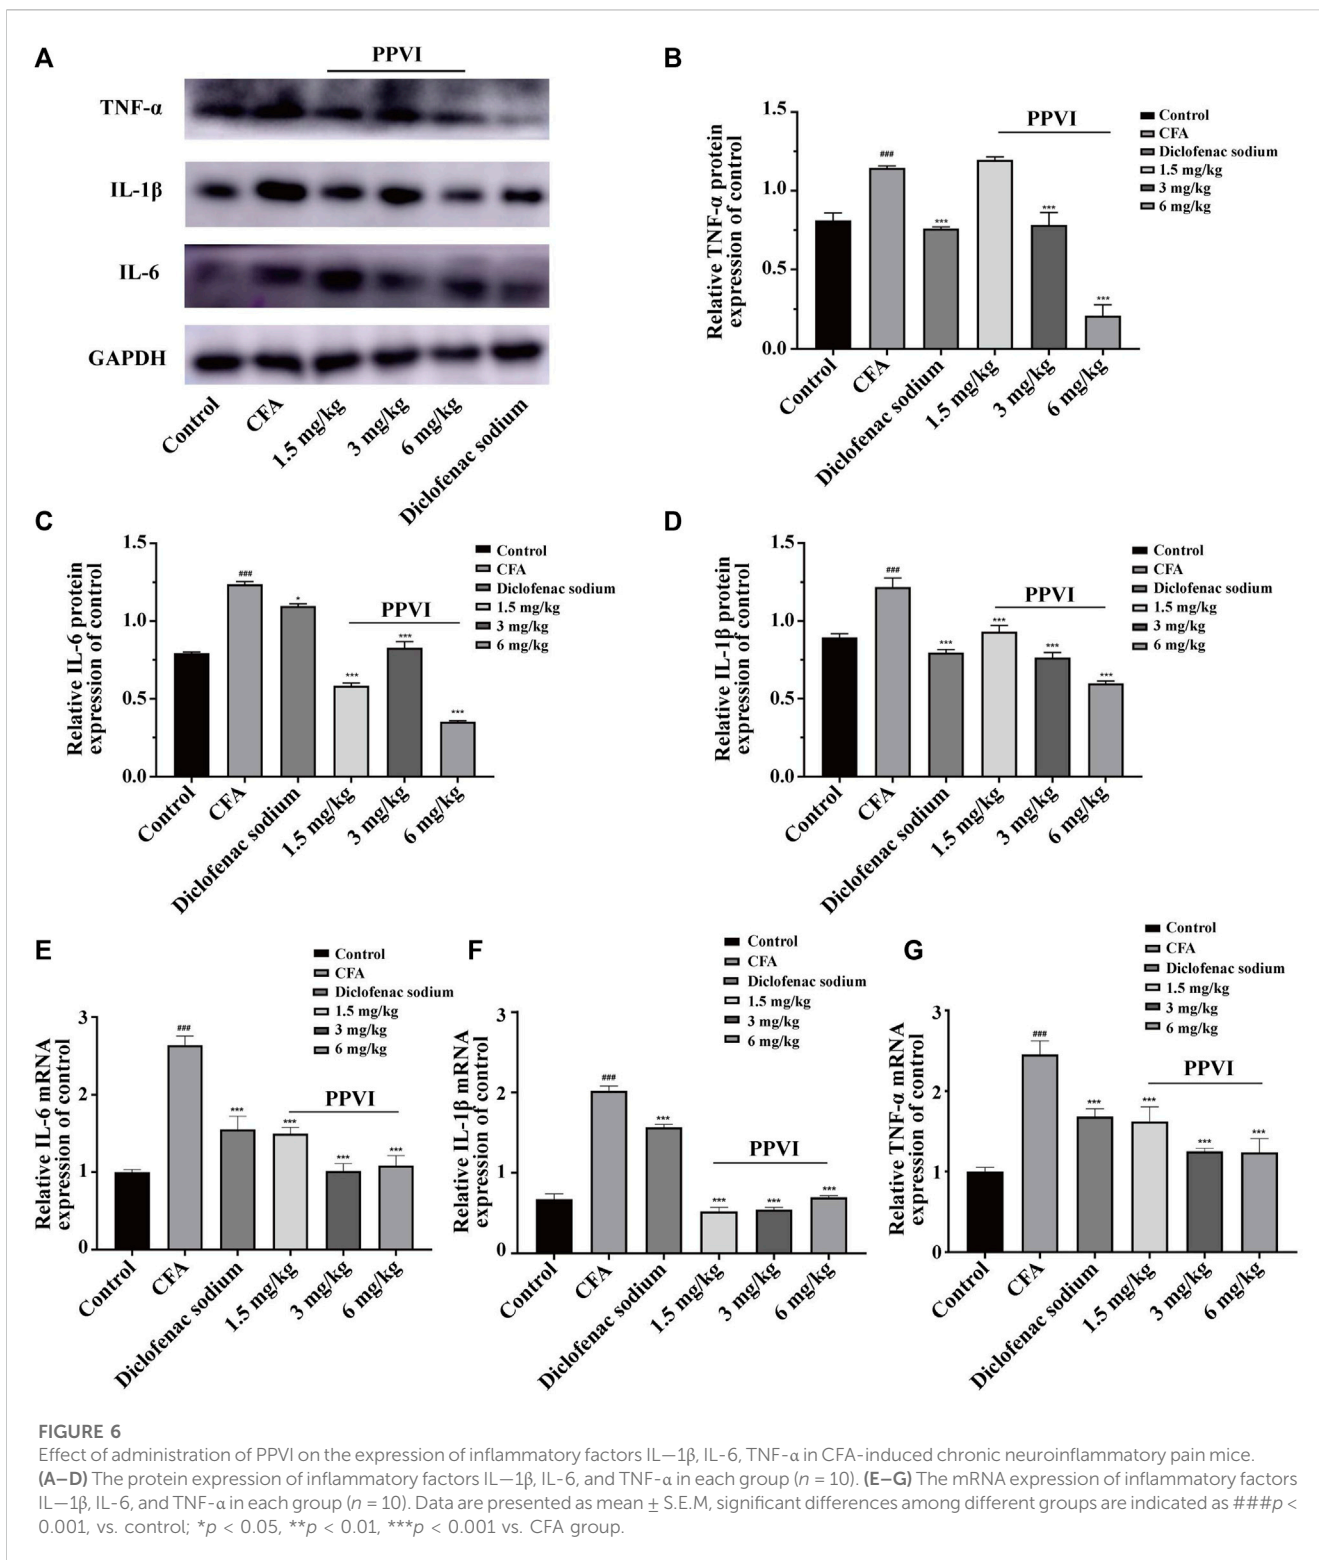 A
PPVI
TNF-α
IL-1β
IL-6
GAPDH
Control
CFA
1.5 mg/kg
3 mg/kg
6 mg/kg
Diclofenac sodium
B
Relative TNF-α protein
expression of control
1.5
1.0
0.5
0.0
###
***
***
***
PPVI
Control
CFA
Diclofenac sodium
1.5 mg/kg
3 mg/kg
6 mg/kg
Control
CFA
Diclofenac sodium
1.5 mg/kg
3 mg/kg
6 mg/kg
C
Relative IL-6 protein
expression of control
1.5
1.0
0.5
0.0
###
*
***
***
***
PPVI
Control
CFA
Diclofenac sodium
1.5 mg/kg
3 mg/kg
6 mg/kg
Control
CFA
Diclofenac sodium
1.5 mg/kg
3 mg/kg
6 mg/kg
D
Relative IL-1β protein
expression of control
1.5
1.0
0.5
0.0
###
***
***
***
***
PPVI
Control
CFA
Diclofenac sodium
1.5 mg/kg
3 mg/kg
6 mg/kg
Control
CFA
Diclofenac sodium
1.5 mg/kg
3 mg/kg
6 mg/kg
E
Relative IL-6 mRNA
expression of control
3
2
1
0
###
***
***
***
***
PPVI
Control
CFA
Diclofenac sodium
1.5 mg/kg
3 mg/kg
6 mg/kg
Control
CFA
Diclofenac sodium
1.5 mg/kg
3 mg/kg
6 mg/kg
F
Relative IL-1β mRNA
expression of control
3
2
1
0
###
***
***
***
***
PPVI
Control
CFA
Diclofenac sodium
1.5 mg/kg
3 mg/kg
6 mg/kg
Control
CFA
Diclofenac sodium
1.5 mg/kg
3 mg/kg
6 mg/kg
G
Relative TNF-α mRNA
expression of control
3
2
1
0
###
***
***
***
***
PPVI
Control
CFA
Diclofenac sodium
1.5 mg/kg
3 mg/kg
6 mg/kg
Control
CFA
Diclofenac sodium
1.5 mg/kg
3 mg/kg
6 mg/kg
FIGURE 6
Effect of administration of PPVI on the expression of inflammatory factors IL—1β, IL-6, TNF-α in CFA-induced chronic neuroinflammatory pain mice.
(A–D) The protein expression of inflammatory factors IL—1β, IL-6, and TNF-α in each group (n = 10). (E–G) The mRNA expression of inflammatory factors
IL—1β, IL-6, and TNF-α in each group (n = 10). Data are presented as mean ± S.E.M, significant differences among different groups are indicated as ###p <
0.001, vs. control; *p < 0.05, **p < 0.01, ***p < 0.001 vs. CFA group.